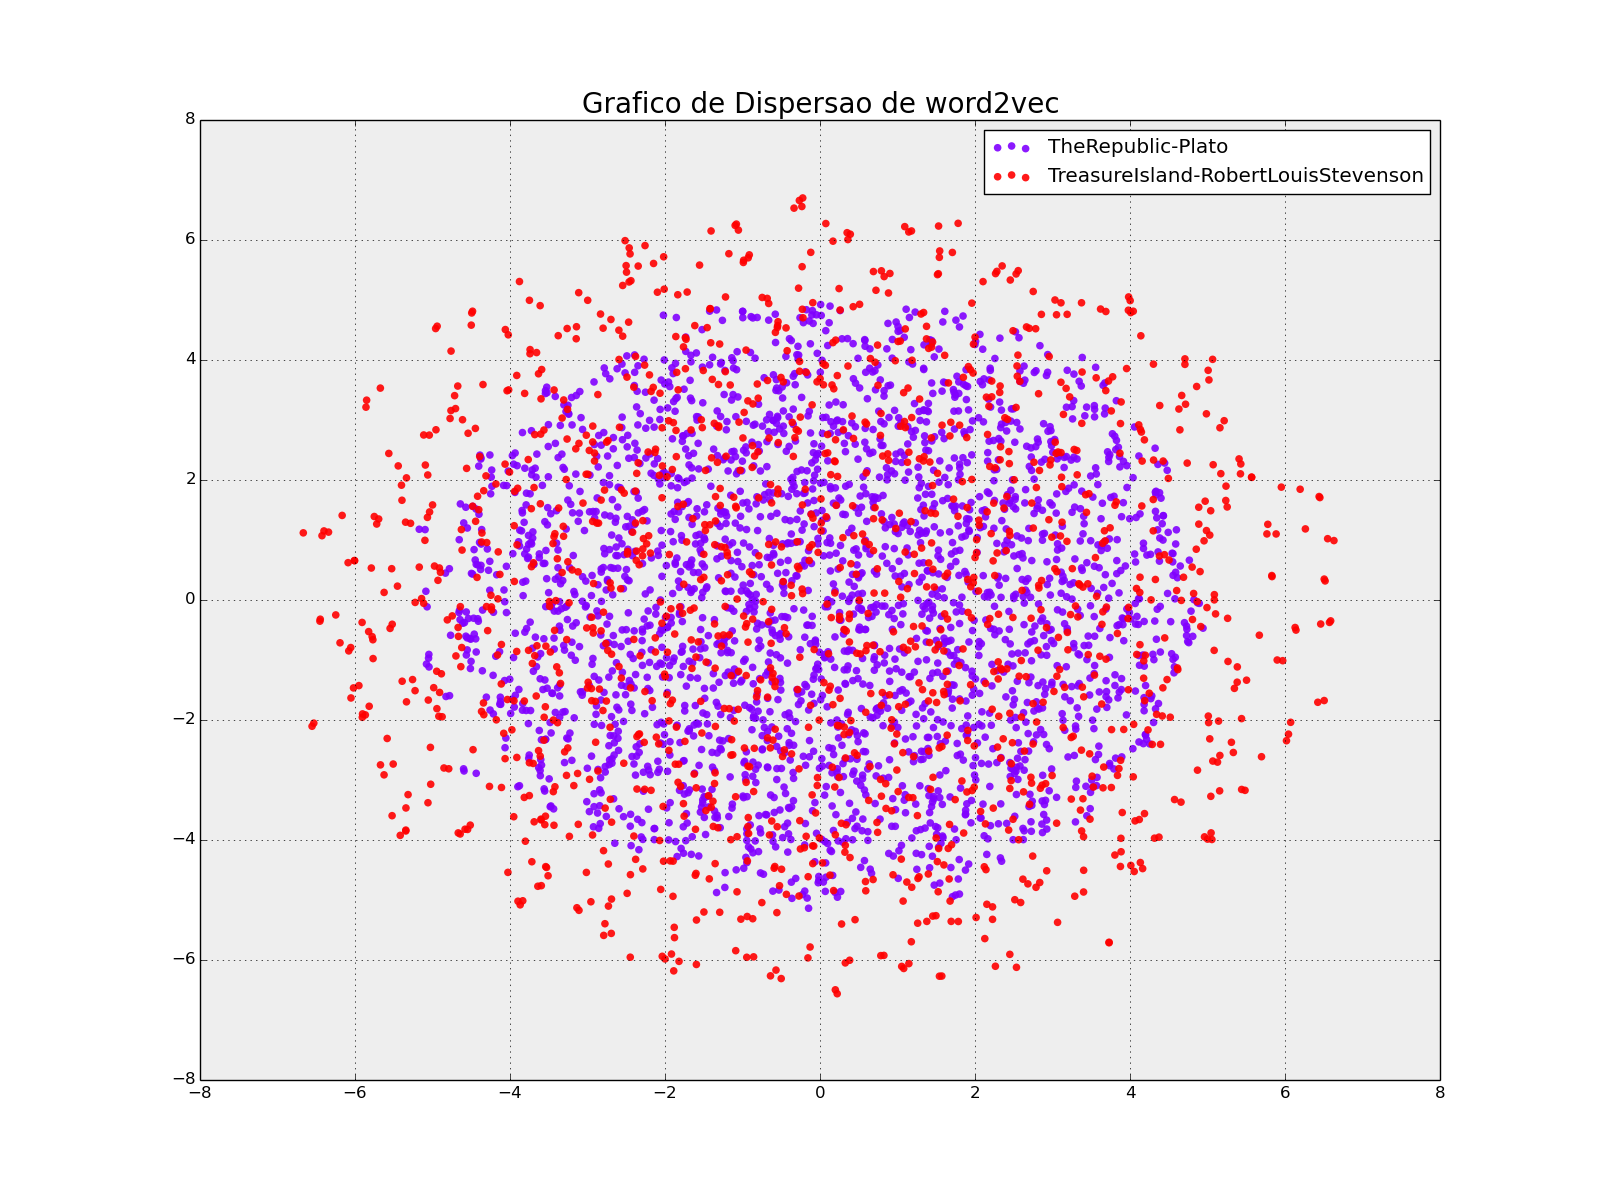 Grafico de Dispersao de word2vec
TheRepublic-Plato
TreasureIsland-RobertLouisStevenson
8
6
4
2
0
−2
−4
−6
−8
−8 −6 −4 −2 0 2 4 6 8